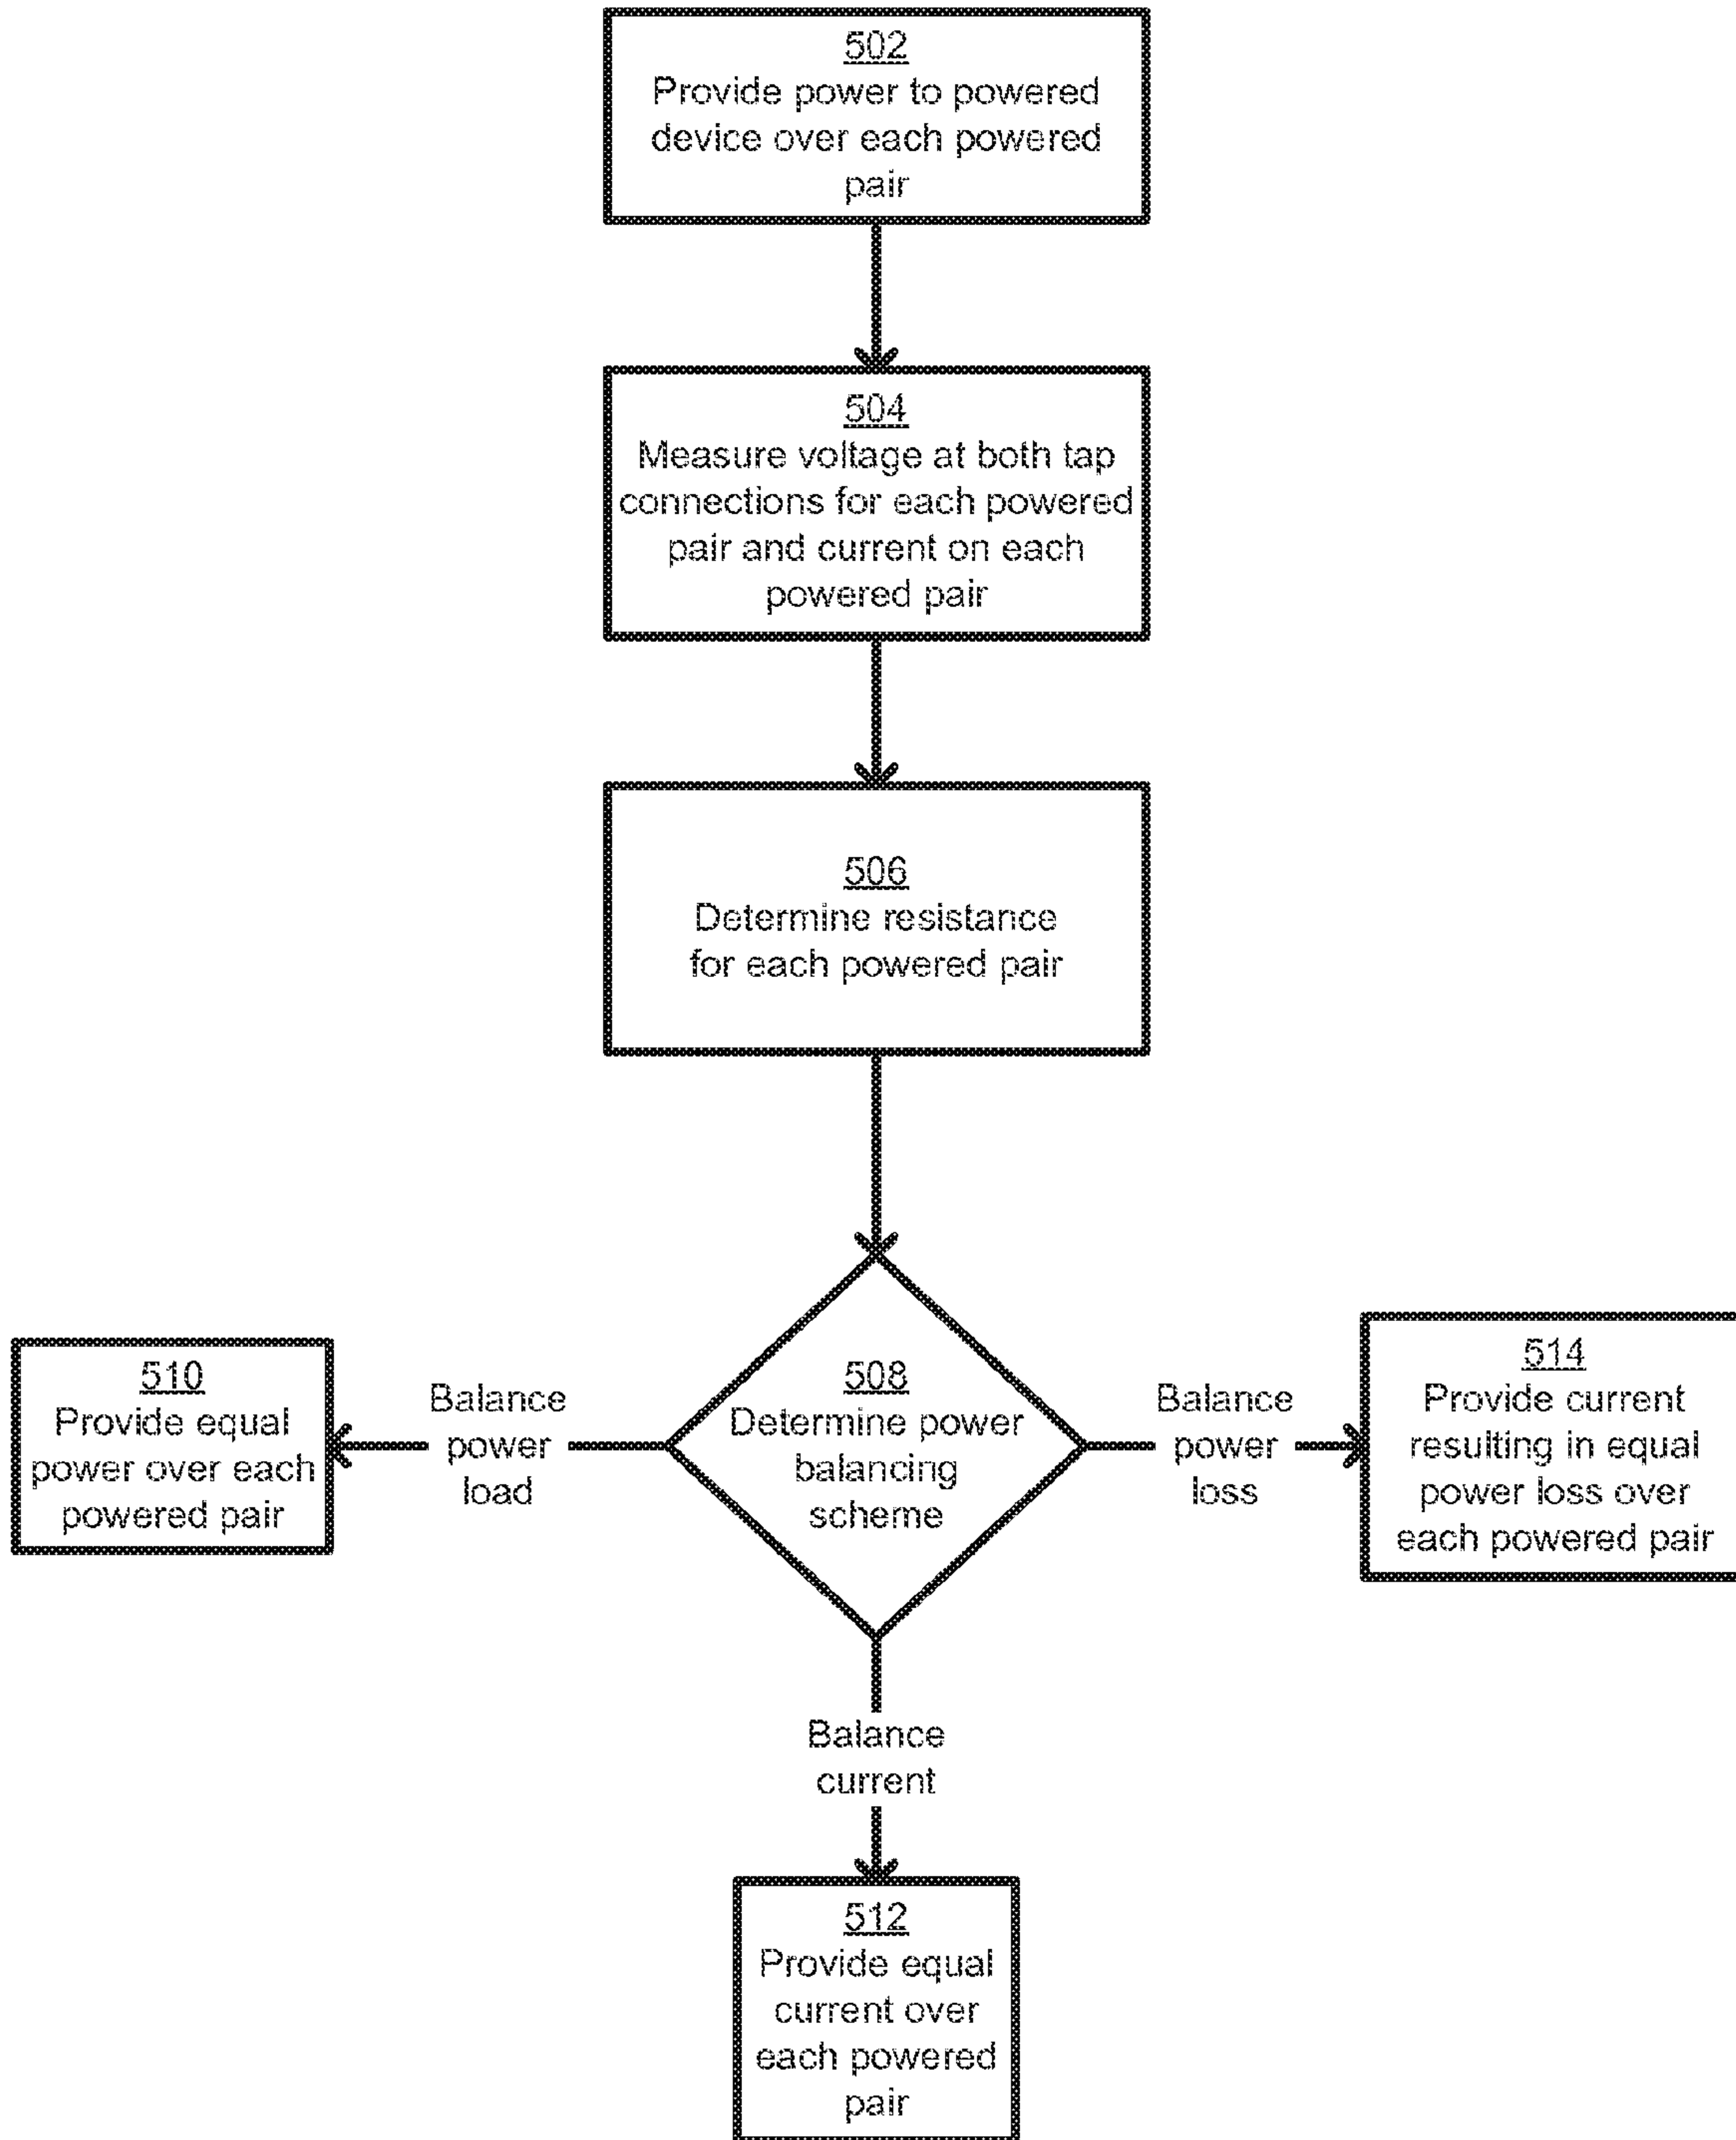 502
Provide power to powered
device over each powered
pair
504
Measure voltage at both tap
connections for each powered
pair and current on each
powered pair
506
Determine resistance
for each powered pair
508
Determine power
balancing
scheme
Balance
power
load
510
Provide equal
power over each
powered pair
Balance
power
loss
514
Provide current
resulting in equal
power loss over
each powered pair
Balance
current
512
Provide equal
current over
each powered
pair